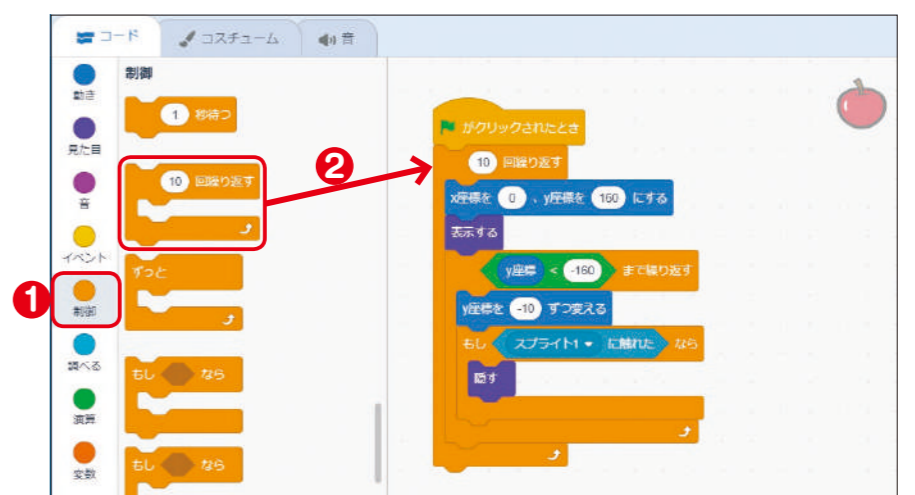 コード
コスチューム
音
動き
見た目
音
イベント
制御
調べる
演算
変数
制御
1 秒待つ
10 回繰り返す
ずっと
もし なら
もし なら
1
2
がクリックされたとき
10 回繰り返す
x座標を 0 、y座標を 160 にする
表示する
y座標 < -160 まで繰り返す
y座標を -10 ずつ変える
もし スプライト1 に触れた なら
隠す